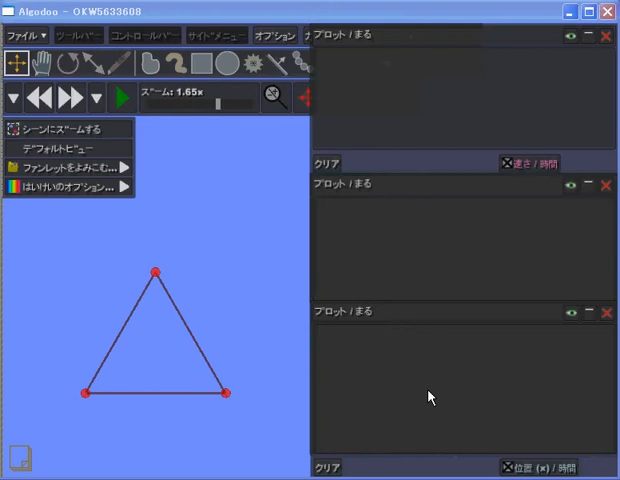 Algodoo - OKW5633608
ファイル ツールバー コントロールバー サイドメニュー オプション
プロット / まる
ズーム: 1.65x
シーンにズームする
デフォルトビュー
ファンレットをよみこむ...
はいけいのオプション...
クリア 速さ / 時間
プロット / まる
プロット / まる
クリア 位置 (x) / 時間